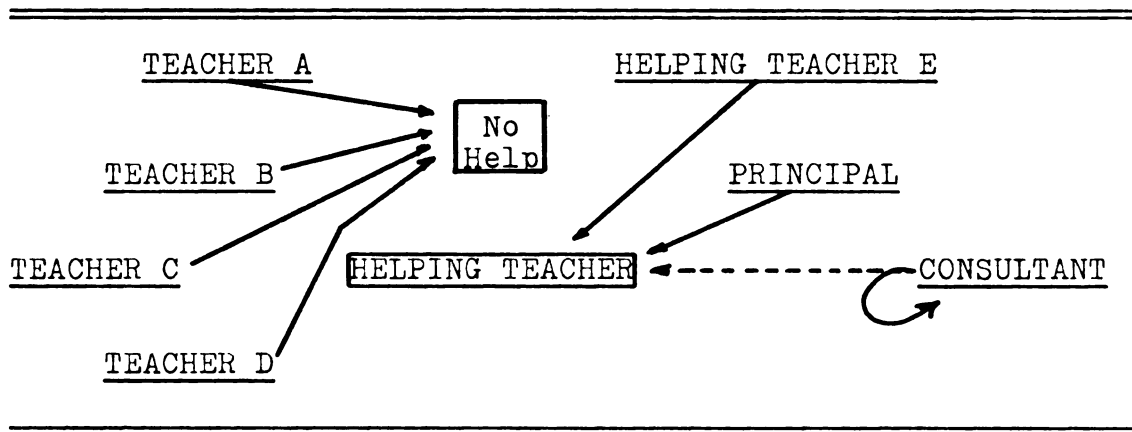 TEACHER A
HELPING TEACHER E
No
Help
TEACHER B
PRINCIPAL
TEACHER C
HELPING TEACHER
CONSULTANT
TEACHER D